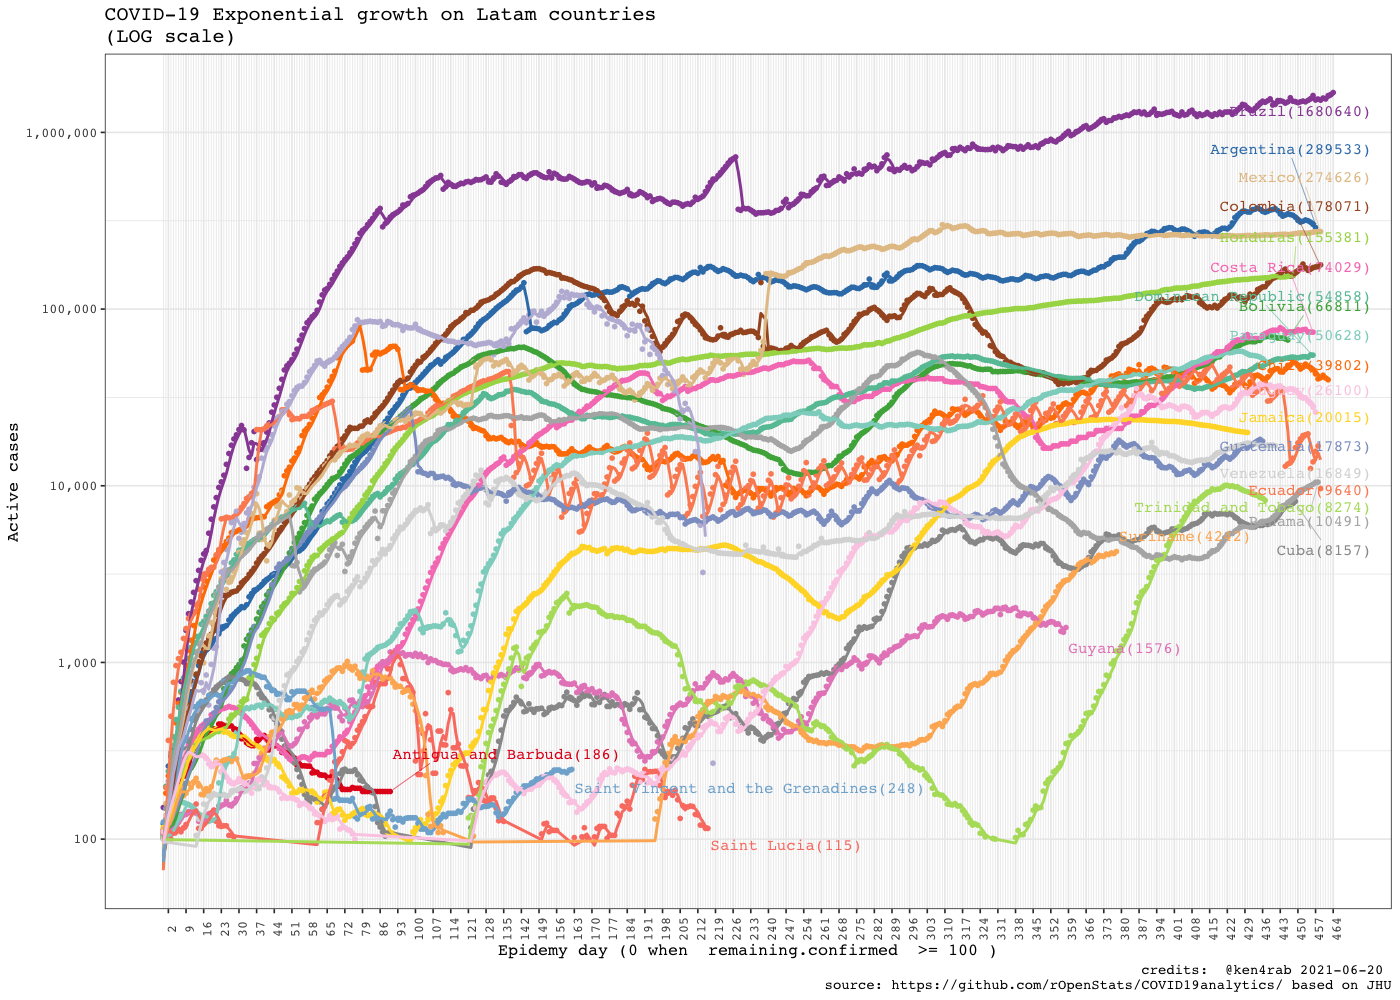 COVID-19 Exponential growth on Latam countries
(LOG scale)
Active cases
1,000,000
100,000
10,000
1,000
100
Brazil(1680640)
Argentina(289533)
Mexico(274626)
Colombia(178071)
Honduras(155381)
Costa Rica(74029)
Dominican Republic(54858)
Bolivia(66811)
Paraguay(50628)
39802)
(26100)
Jamaica(20015)
Guatemala(17873)
Venezuela(16849)
Ecuador(9640)
Trinidad and Tobago(8274)
Panama(10491)
Suriname(4242)
Cuba(8157)
Guyana(1576)
Antigua and Barbuda(186)
Saint Vincent and the Grenadines(248)
Saint Lucia(115)
2 9 16 23 30 37 44 51 58 65 72 79 86 93 100 107 114 121 128 135 142 149 156 163 170 177 184 191 198 205 212 219 226 233 240 247 254 261 268 275 282 289 296 303 310 317 324 331 338 345 352 359 366 373 380 387 394 401 408 415 422 429 436 443 450 457 464
Epidemy day (0 when  remaining.confirmed  >= 100 )
credits:  @ken4rab 2021-06-20
source: https://github.com/rOpenStats/COVID19analytics/ based on JHU